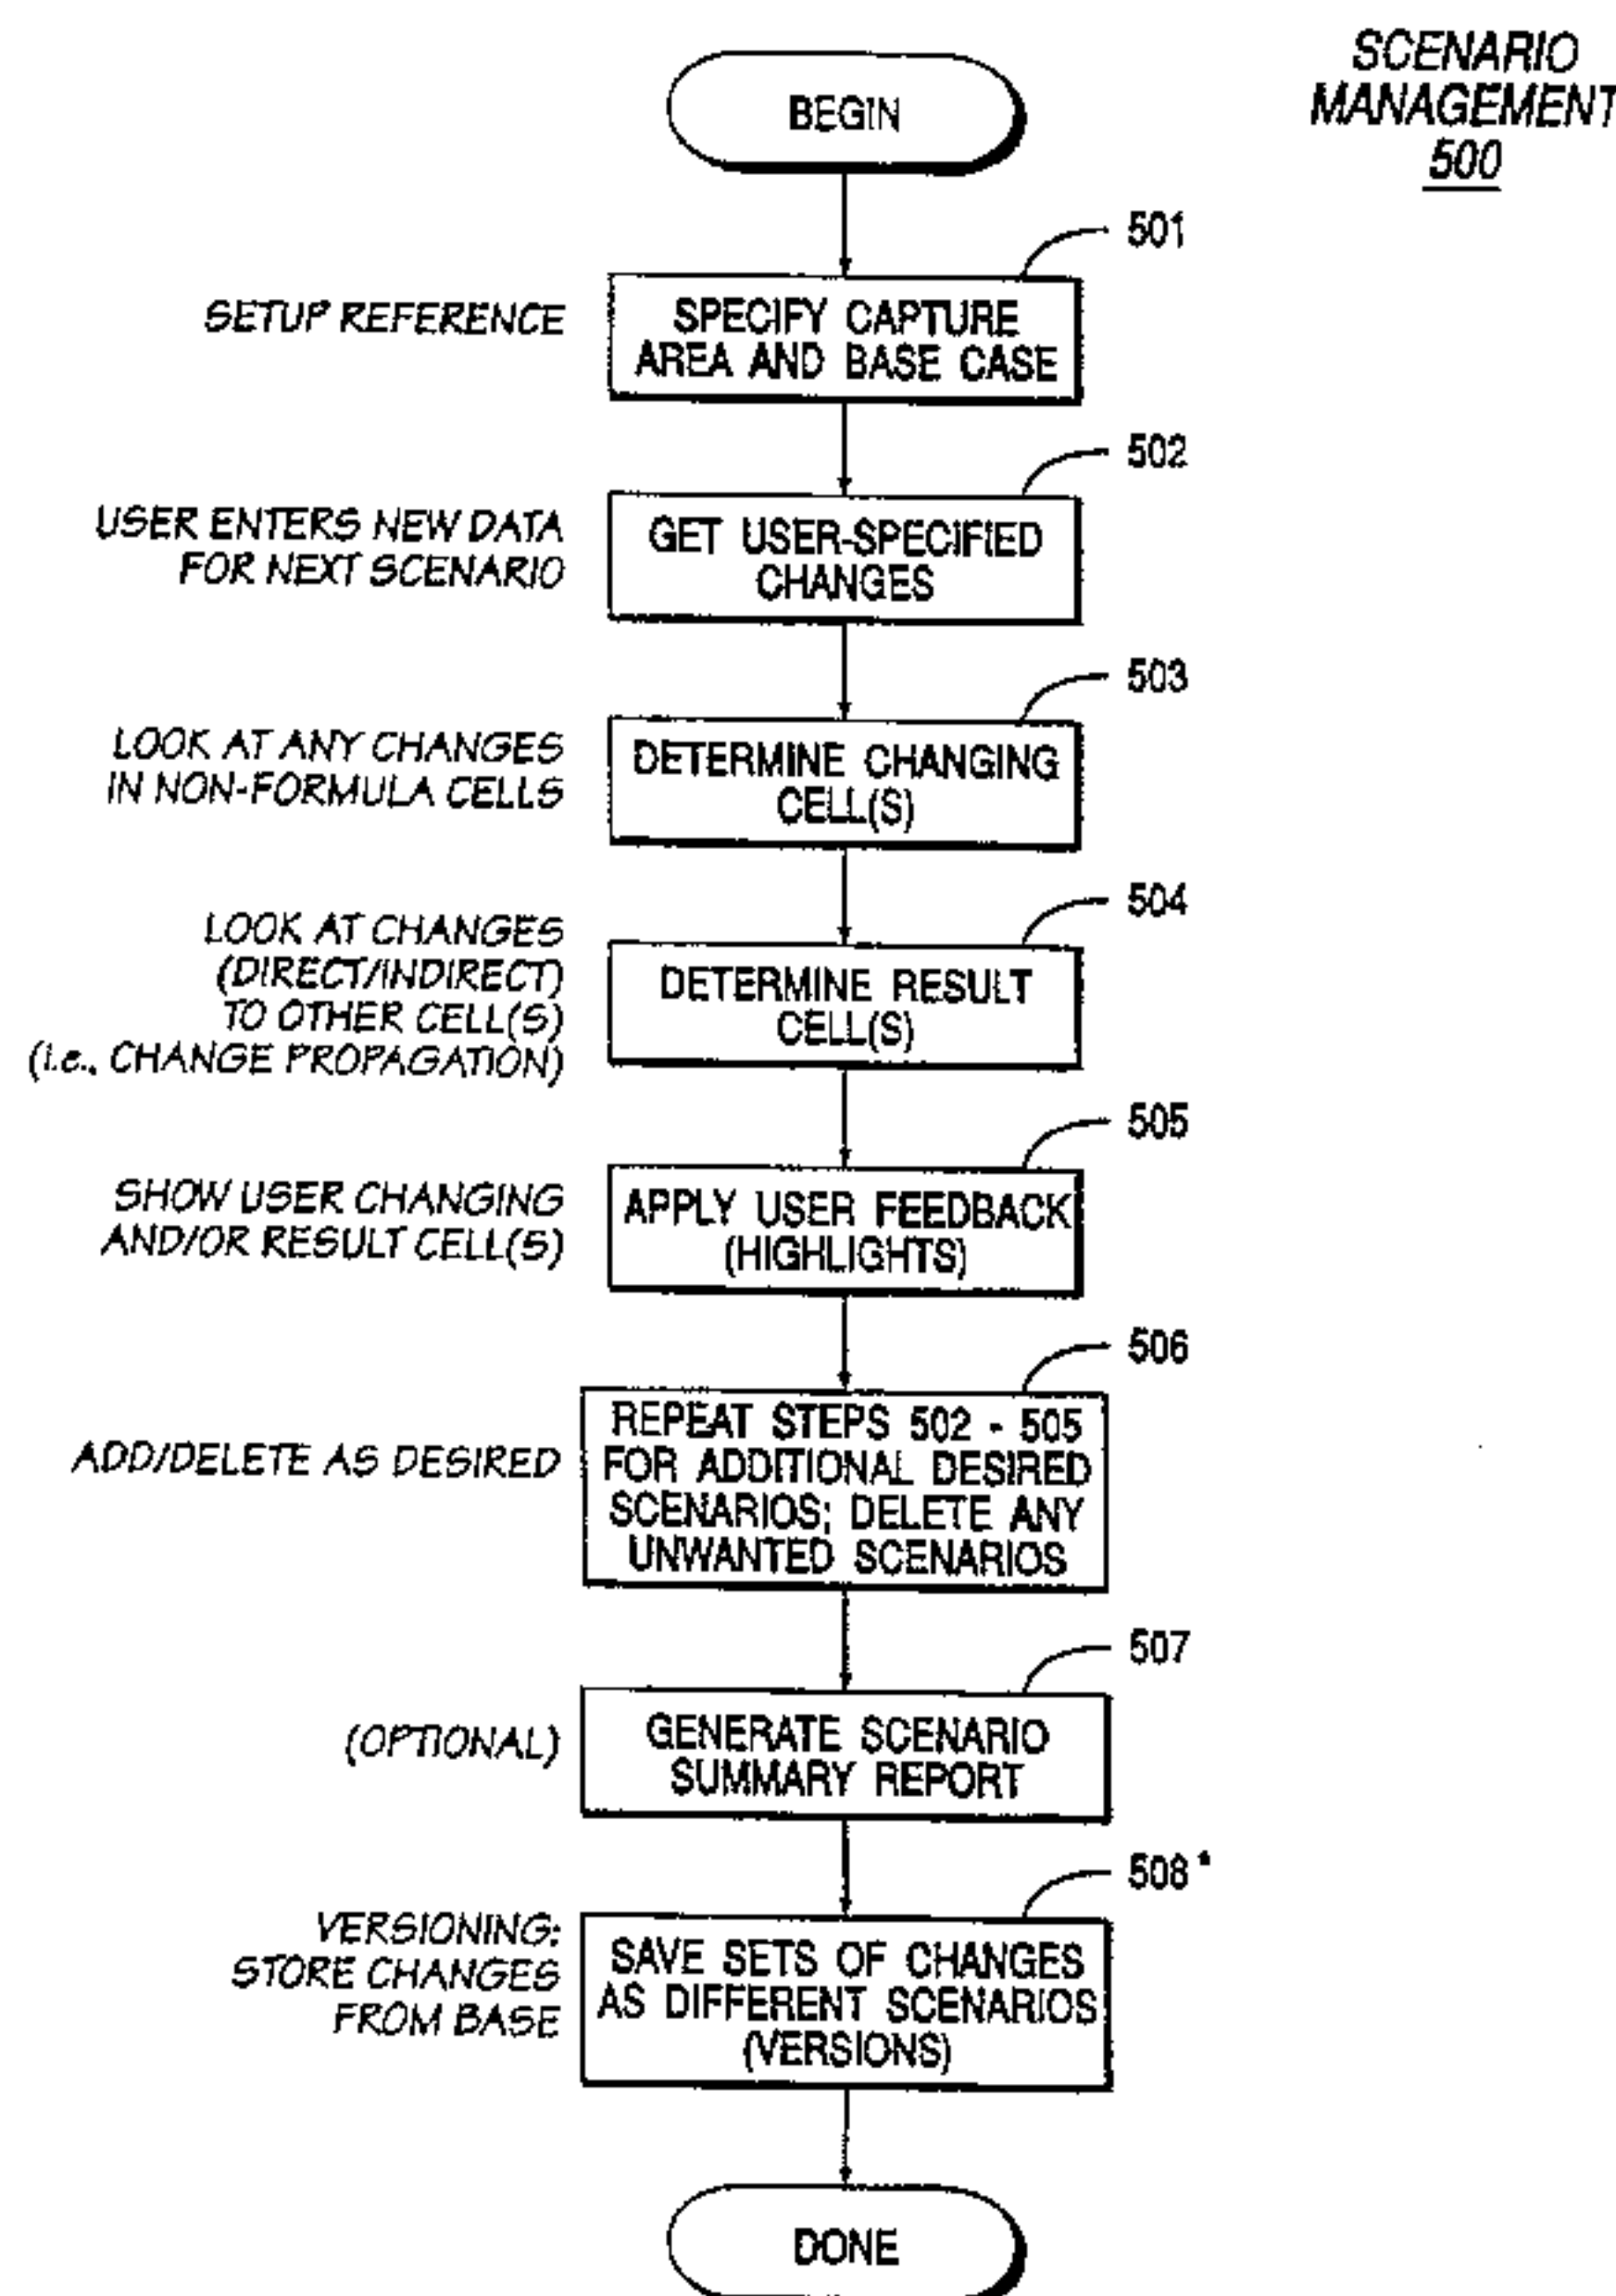 SCENARIO
MANAGEMENT
500
BEGIN
501
SETUP REFERENCE
SPECIFY CAPTURE
AREA AND BASE CASE
502
USER ENTERS NEW DATA
FOR NEXT SCENARIO
GET USER-SPECIFIED
CHANGES
503
LOOK AT ANY CHANGES
IN NON-FORMULA CELLS
DETERMINE CHANGING
CELL(S)
504
LOOK AT CHANGES
(DIRECT/INDIRECT)
TO OTHER CELL(S)
(i.e., CHANGE PROPAGATION)
DETERMINE RESULT
CELL(S)
505
SHOW USER CHANGING
AND/OR RESULT CELL(S)
APPLY USER FEEDBACK
(HIGHLIGHTS)
506
ADD/DELETE AS DESIRED
REPEAT STEPS 502 - 505
FOR ADDITIONAL DESIRED
SCENARIOS; DELETE ANY
UNWANTED SCENARIOS
507
(OPTIONAL)
GENERATE SCENARIO
SUMMARY REPORT
508*
VERSIONING:
STORE CHANGES
FROM BASE
SAVE SETS OF CHANGES
AS DIFFERENT SCENARIOS
(VERSIONS)
DONE